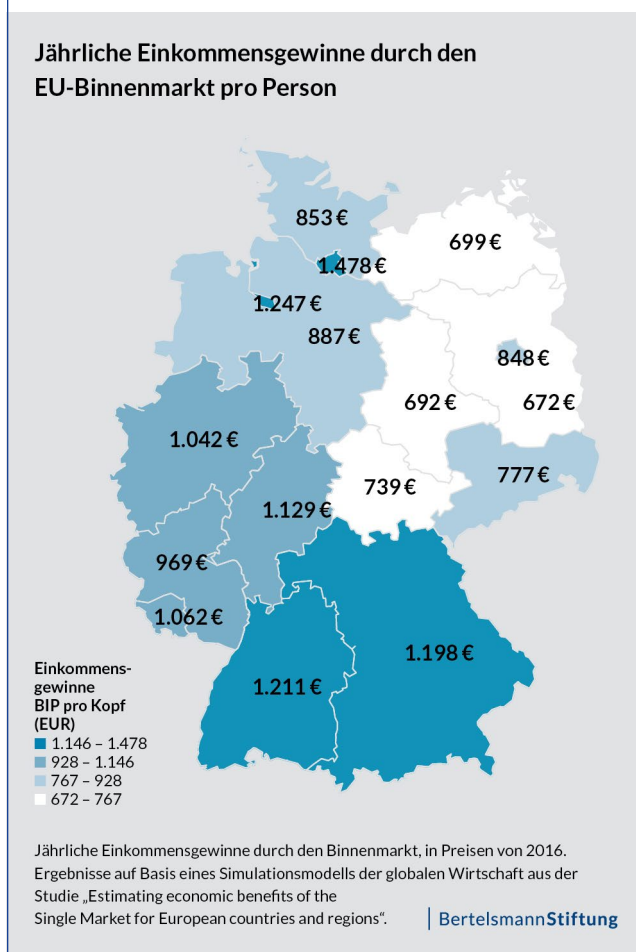 Jährliche Einkommensgewinne durch den
EU-Binnenmarkt pro Person
853 €
699 €
1.478 €
1.247 €
887 €
848 €
692 €
672 €
1.042 €
777 €
739 €
1.129 €
969 €
1.062 €
1.198 €
1.211 €
Einkommens-
gewinne
BIP pro Kopf
(EUR)
1.146 – 1.478
928 – 1.146
767 – 928
672 – 767
Jährliche Einkommensgewinne durch den Binnenmarkt, in Preisen von 2016.
Ergebnisse auf Basis eines Simulationsmodells der globalen Wirtschaft aus der
Studie „Estimating economic benefits of the
Single Market for European countries and regions“.
BertelsmannStiftung